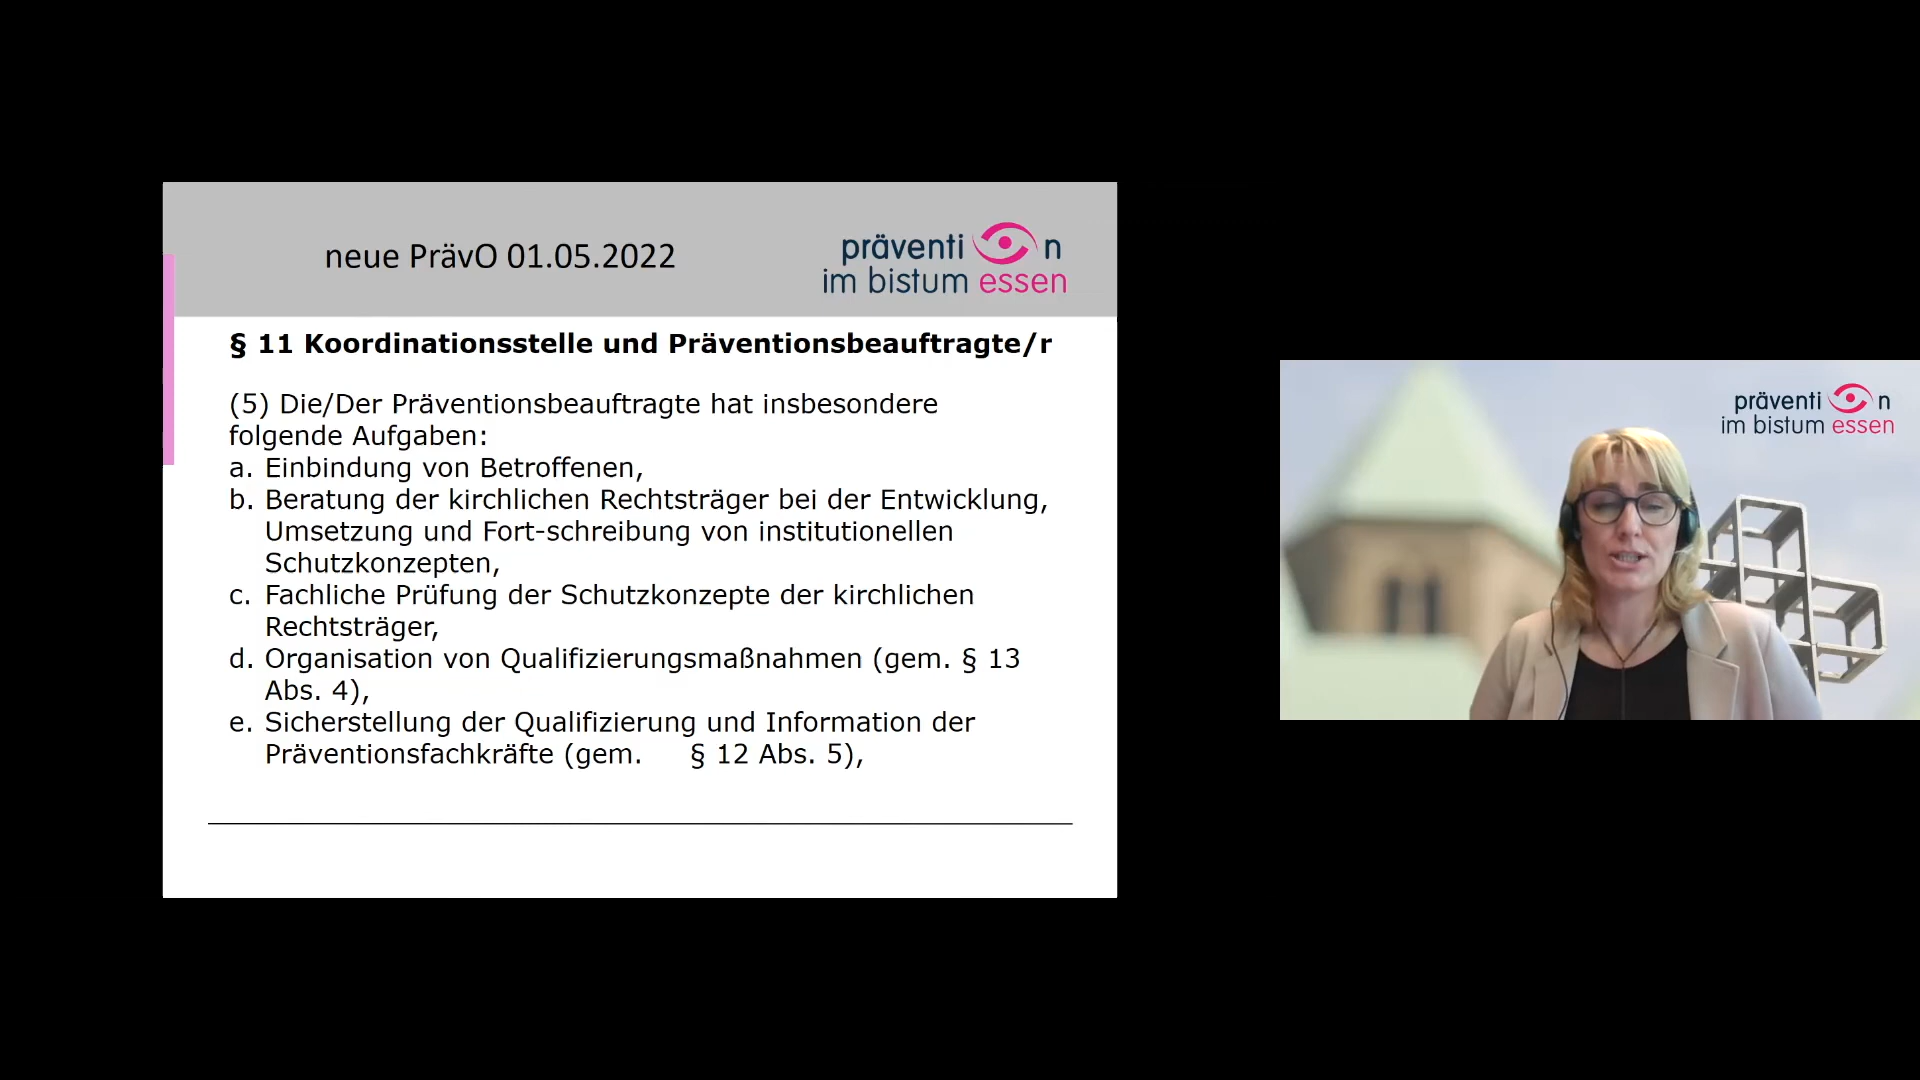 neue PrävO 01.05.2022
präventi n
im bistum essen
§ 11 Koordinationsstelle und Präventionsbeauftragte/r
(5) Die/Der Präventionsbeauftragte hat insbesondere
folgende Aufgaben:
a. Einbindung von Betroffenen,
b. Beratung der kirchlichen Rechtsträger bei der Entwicklung,
Umsetzung und Fort-schreibung von institutionellen
Schutzkonzepten,
c. Fachliche Prüfung der Schutzkonzepte der kirchlichen
Rechtsträger,
d. Organisation von Qualifizierungsmaßnahmen (gem. § 13
Abs. 4),
e. Sicherstellung der Qualifizierung und Information der
Präventionsfachkräfte (gem. § 12 Abs. 5),
präventi n
im bistum essen